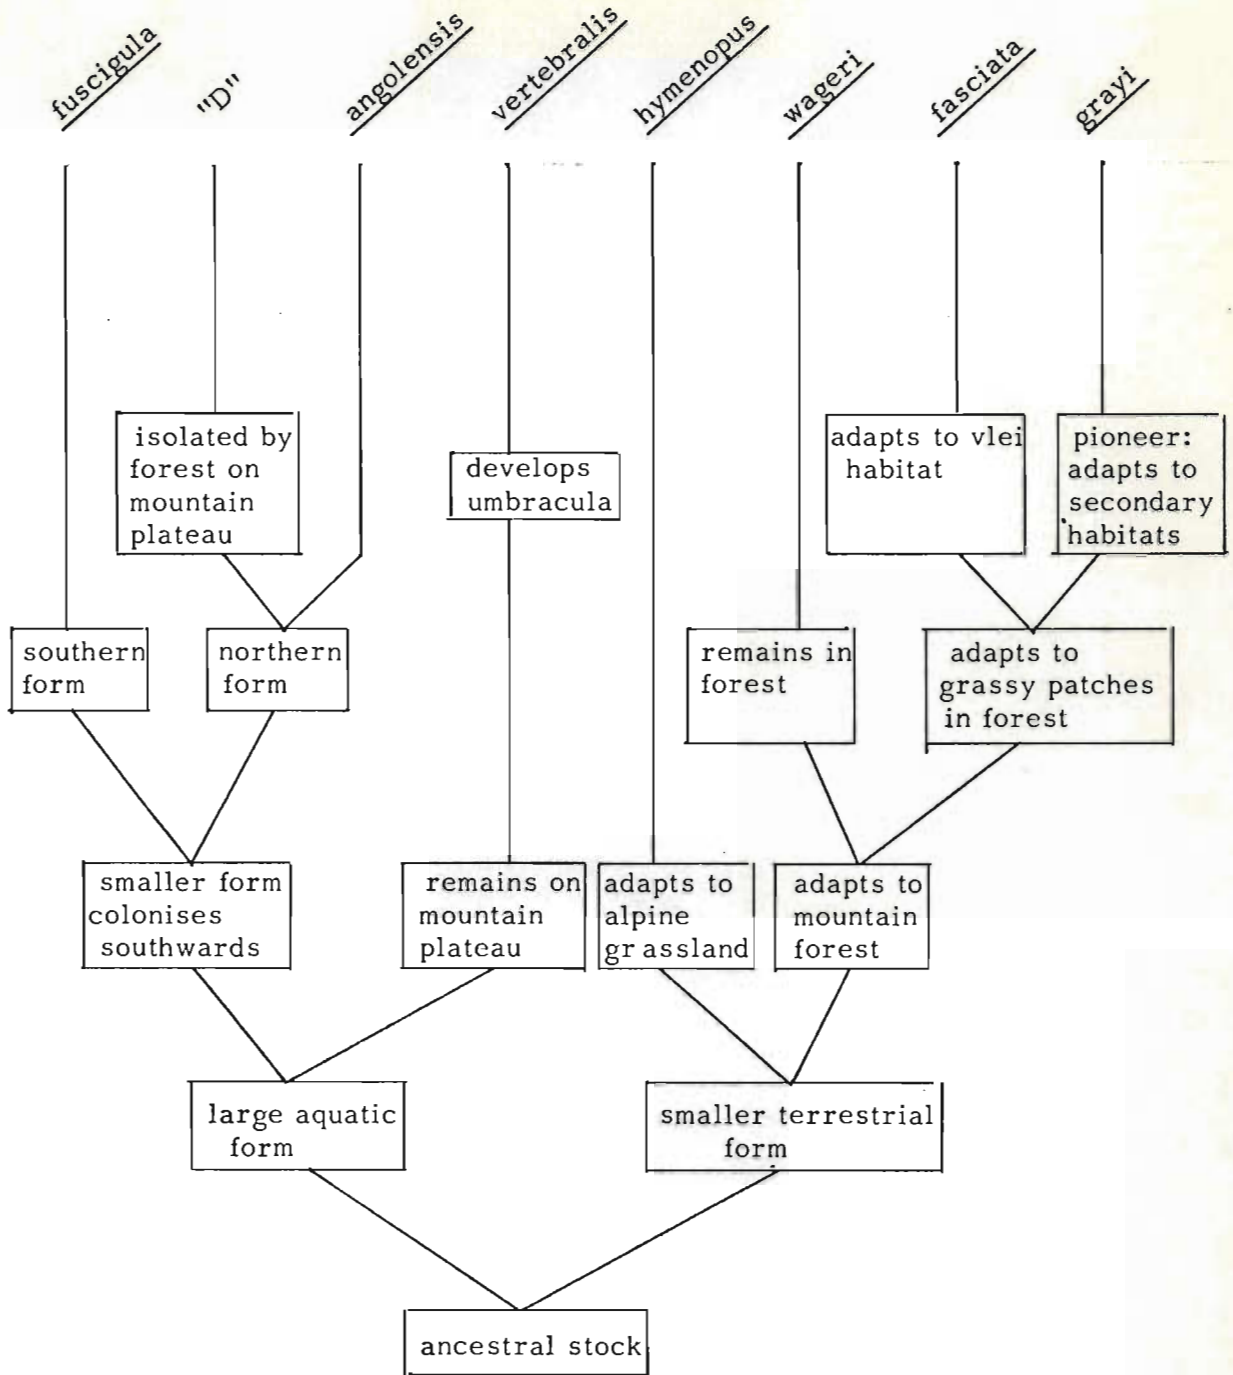 fuscigula
"D"
angolensis
vertebralis
hymenopus
wageri
fasciata
grayi
isolated by
forest on
mountain
plateau
develops
umbracula
adapts to vlei
habitat
pioneer:
adapts to
secondary
habitats
southern
form
northern
form
remains in
forest
adapts to
grassy patches
in forest
smaller form
colonises
southwards
remains on
mountain
plateau
adapts to
alpine
grassland
adapts to
mountain
forest
large aquatic
form
smaller terrestrial
form
ancestral stock